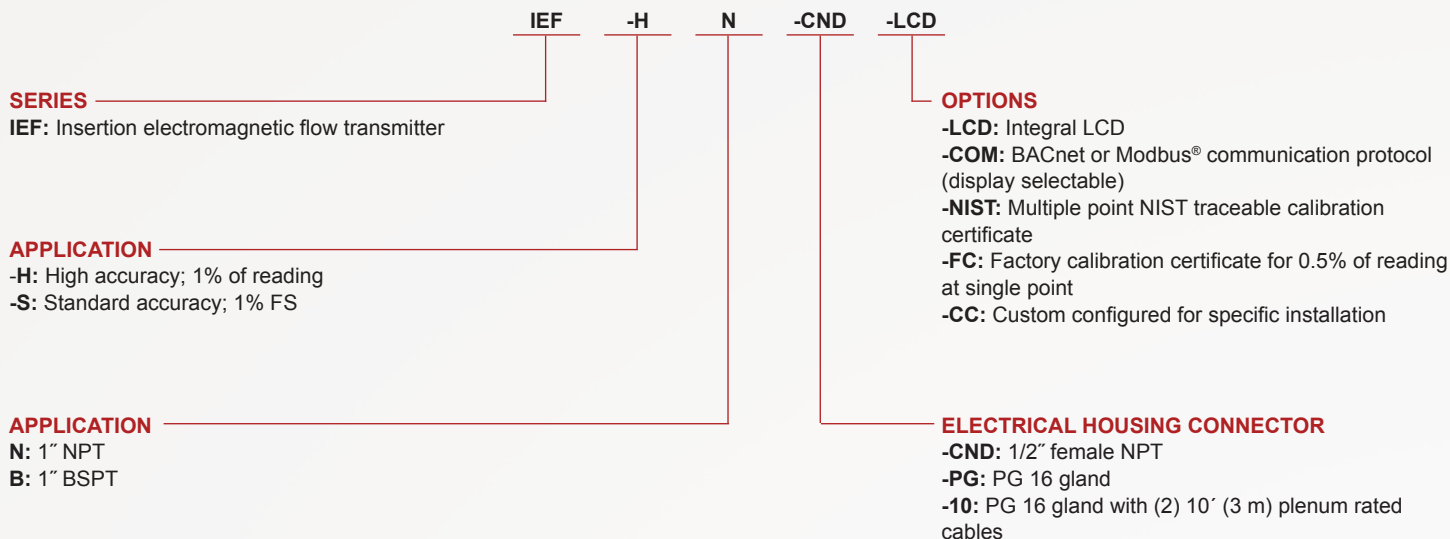 IEF -H N -CND -LCD
SERIES
IEF: Insertion electromagnetic flow transmitter
APPLICATION
-H: High accuracy; 1% of reading
-S: Standard accuracy; 1% FS
APPLICATION
N: 1˝ NPT
B: 1˝ BSPT
OPTIONS
-LCD: Integral LCD
-COM: BACnet or Modbus® communication protocol
(display selectable)
-NIST: Multiple point NIST traceable calibration
certificate
-FC: Factory calibration certificate for 0.5% of reading
at single point
-CC: Custom configured for specific installation
ELECTRICAL HOUSING CONNECTOR
-CND: 1/2˝ female NPT
-PG: PG 16 gland
-10: PG 16 gland with (2) 10´ (3 m) plenum rated
cables